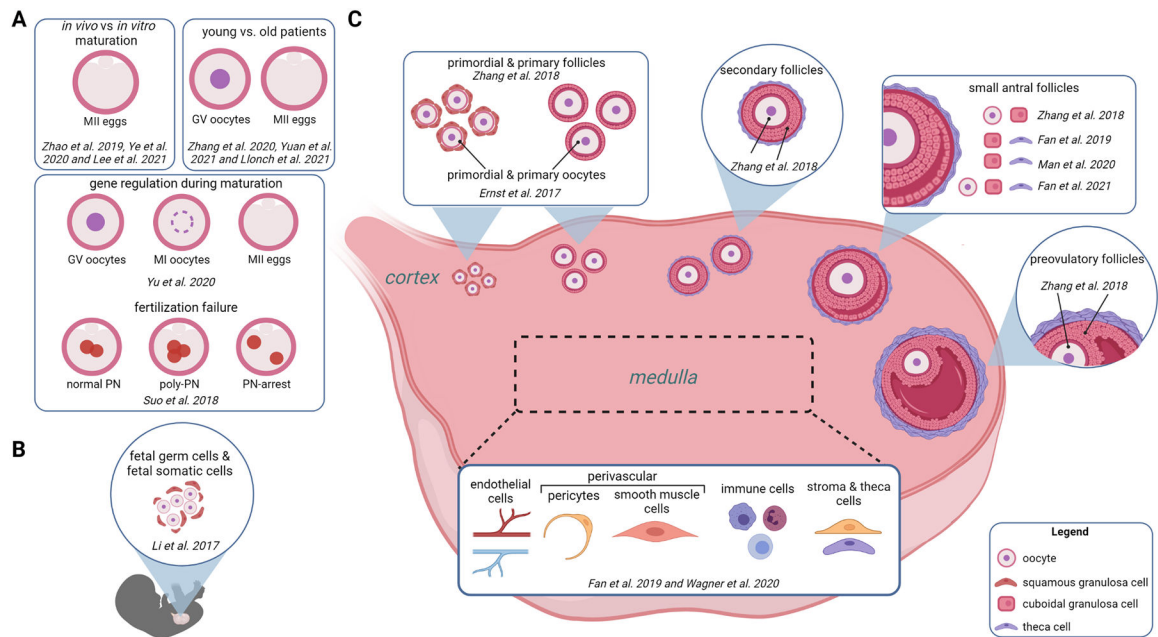 A
in vivo vs in vitro
maturation
MII eggs
Zhao et al. 2019, Ye et al.
2020 and Lee et al. 2021
young vs. old patients
GV oocytes
MII eggs
Zhang et al. 2020, Yuan et al.
2021 and Llonch et al. 2021
gene regulation during maturation
GV oocytes
MI oocytes
MII eggs
Yu et al. 2020
fertilization failure
normal PN
poly-PN
PN-arrest
Suo et al. 2018
B
fetal germ cells &
fetal somatic cells
Li et al. 2017
C
primordial & primary follicles
Zhang et al. 2018
primordial & primary oocytes
Ernst et al. 2017
secondary follicles
Zhang et al. 2018
small antral follicles
Zhang et al. 2018
Fan et al. 2019
Man et al. 2020
Fan et al. 2021
preovulatory follicles
Zhang et al. 2018
cortex
medulla
endothelial
cells
perivascular
pericytes
smooth muscle
cells
immune cells
stroma & theca
cells
Fan et al. 2019 and Wagner et al. 2020
Legend
oocyte
squamous granulosa cell
cuboidal granulosa cell
theca cell